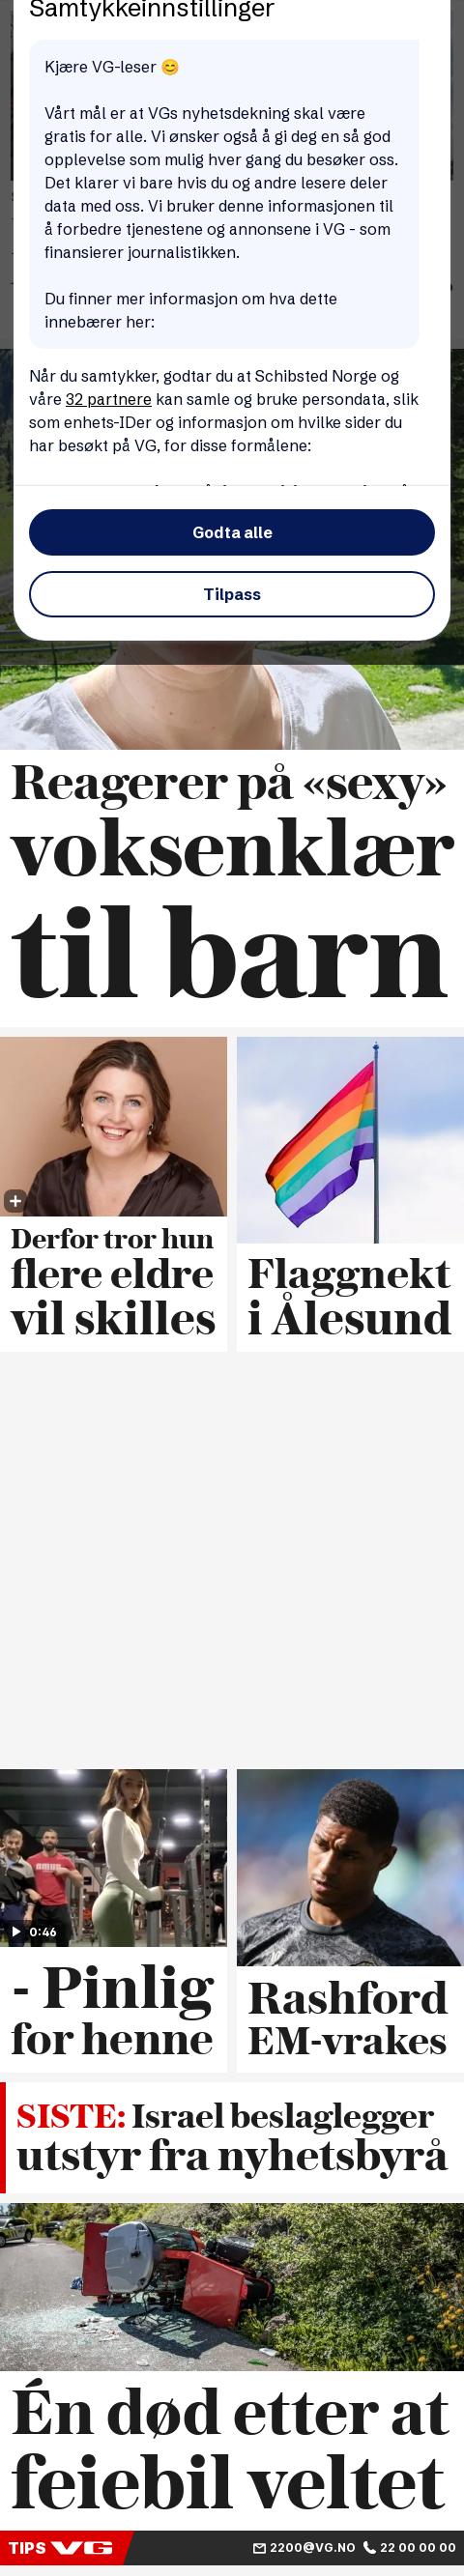 Samtykkeinnstillinger
Kjære VG-leser 😊
Vårt mål er at VGs nyhetsdekning skal være
gratis for alle. Vi ønsker også å gi deg en så god
opplevelse som mulig hver gang du besøker oss.
Det klarer vi bare hvis du og andre lesere deler
data med oss. Vi bruker denne informasjonen til
å forbedre tjenestene og annonsene i VG - som
finansierer journalistikken.
Du finner mer informasjon om hva dette
innebærer her:
Når du samtykker, godtar du at Schibsted Norge og
våre 32 partnere kan samle og bruke persondata, slik
som enhets-IDer og informasjon om hvilke sider du
har besøkt på VG, for disse formålene:
Godta alle
Tilpass
Reagerer på «sexy»
voksenklær
til barn
Derfor tror hun
flere eldre
vil skilles
Flaggnekt
i Ålesund
0:46
- Pinlig
for henne
Rashford
EM-vrakes
SISTE: Israel beslaglegger
utstyr fra nyhetsbyrå
Én død etter at
feiebil veltet
TIPS VG 2200@VG.NO 22 00 00 00